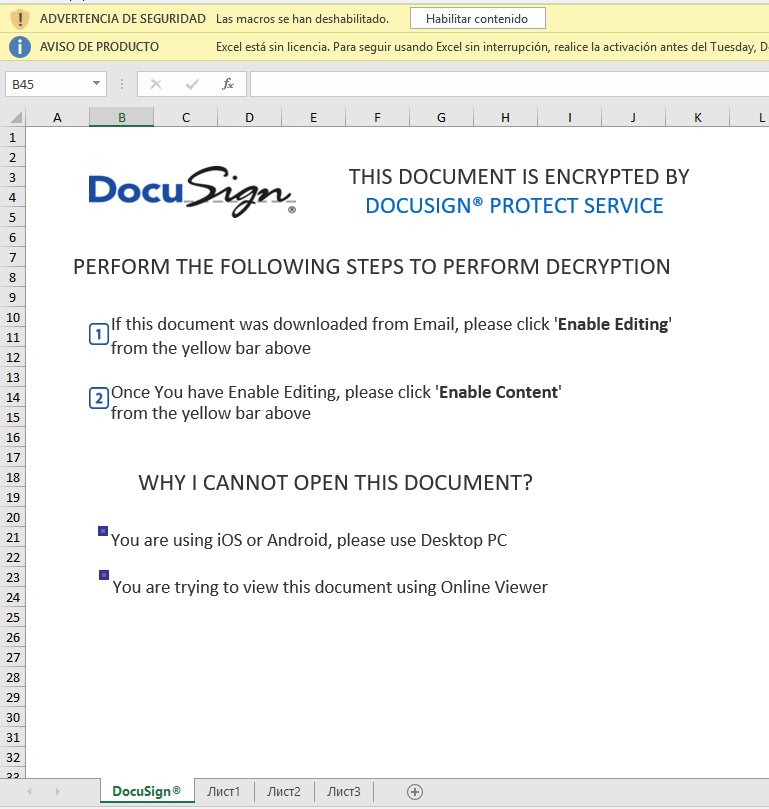 ADVERTENCIA DE SEGURIDAD Las macros se han deshabilitado. Habilitar contenido
AVISO DE PRODUCTO Excel está sin licencia. Para seguir usando Excel sin interrupción, realice la activación antes del Tuesday, D
B45 fx
A B C D E F G H I J K L
1
2
3
4
5
6
7
8
9
10
11
12
13
14
15
16
17
18
19
20
21
22
23
24
25
26
27
28
29
30
31
32
33
DocuSign®
THIS DOCUMENT IS ENCRYPTED BY
DOCUSIGN® PROTECT SERVICE
PERFORM THE FOLLOWING STEPS TO PERFORM DECRYPTION
1 If this document was downloaded from Email, please click 'Enable Editing'
from the yellow bar above
2 Once You have Enable Editing, please click 'Enable Content'
from the yellow bar above
WHY I CANNOT OPEN THIS DOCUMENT?
You are using iOS or Android, please use Desktop PC
You are trying to view this document using Online Viewer
DocuSign® Лист1 Лист2 Лист3